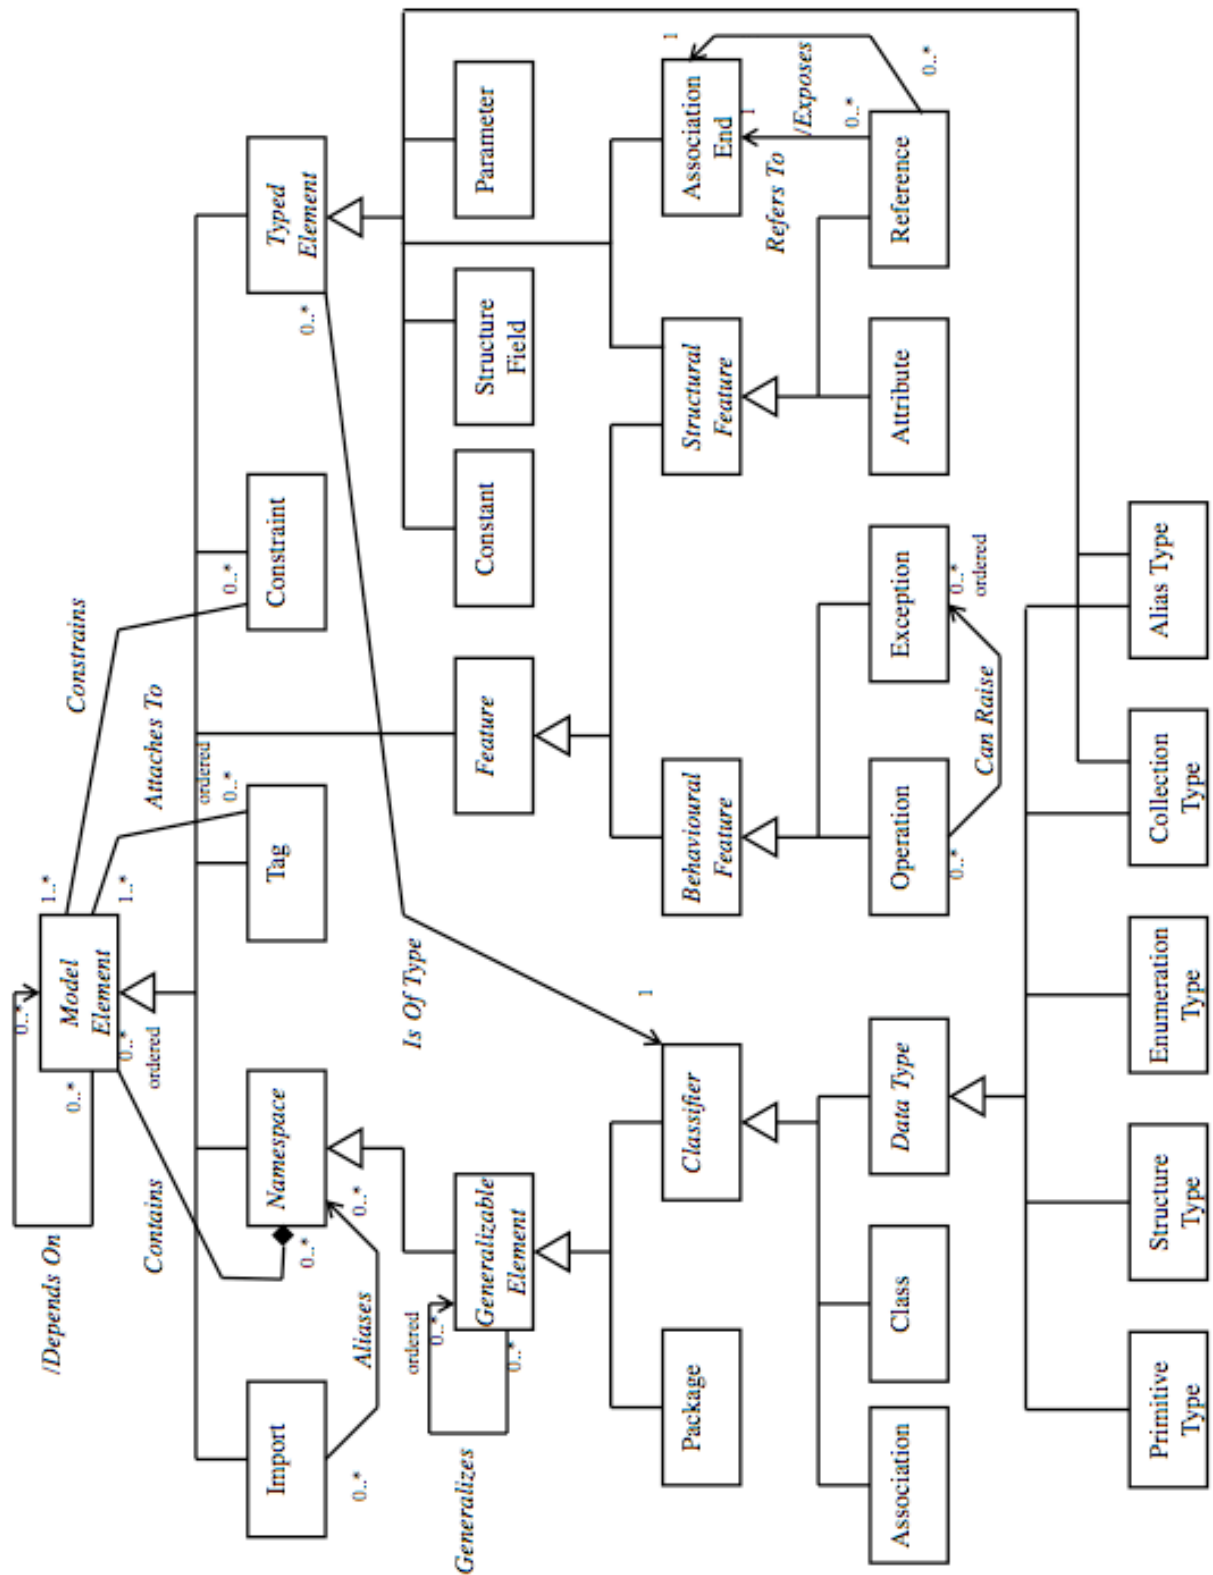 /Depends On
0..*
0..*
Model
Element
1..*
1..*
0..*
ordered
Constrains
Contains
Attaches To
ordered
0..*
0..*
Import
Namespace
Tag
Constraint
Typed
Element
0..*
0..*
0..*
0..*
Aliases
Is Of Type
Generalizes
ordered
0..*
0..*
Generalizable
Element
Feature
Constant
Structure
Field
Parameter
1
1
1
Package
Classifier
Behavioural
Feature
Structural
Feature
Association
End
Refers To
/Exposes
0..*
0..*
Association
Class
Data Type
Operation
Exception
Attribute
Reference
0..*
0..*
ordered
Can Raise
Primitive
Type
Structure
Type
Enumeration
Type
Collection
Type
Alias Type